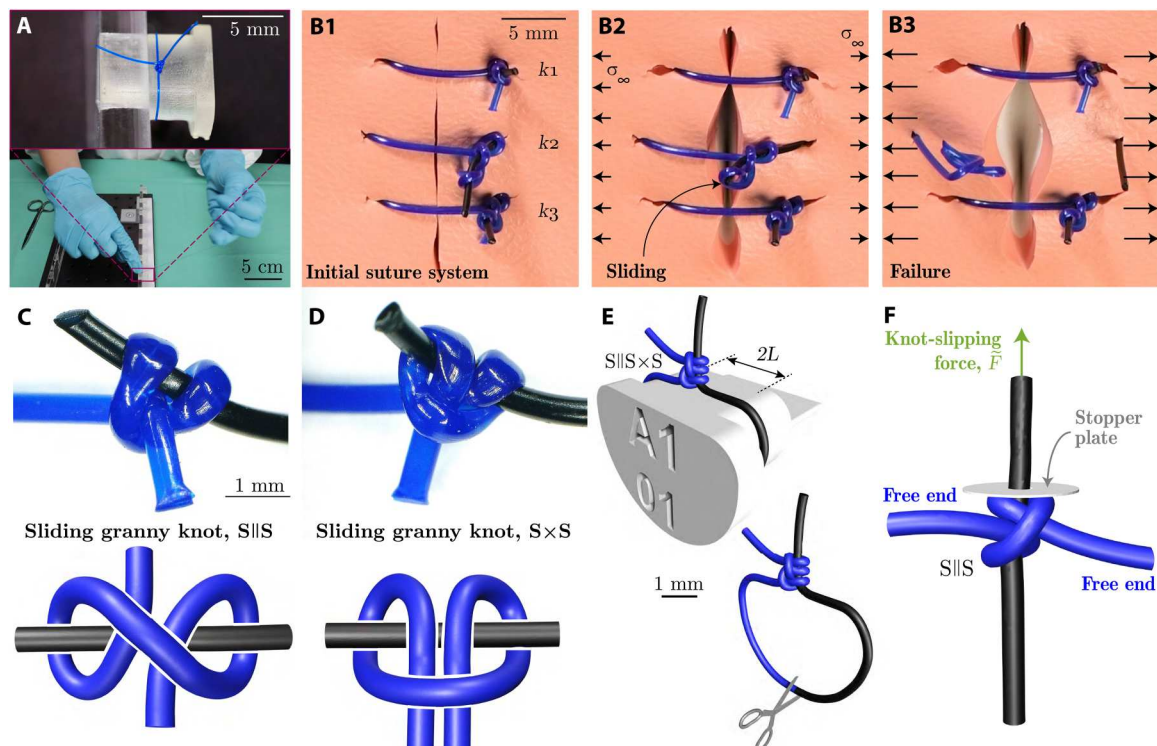 A
5 mm
5 cm
B1
5 mm
k1
k2
k3
Initial suture system
B2
σ∞
σ∞
Sliding
B3
Failure
C
1 mm
Sliding granny knot, S||S
D
Sliding granny knot, S×S
E
S||S×S
2L
A1
01
1 mm
F
Knot-slipping
force, F̃
Stopper
plate
Free end
S||S
Free end